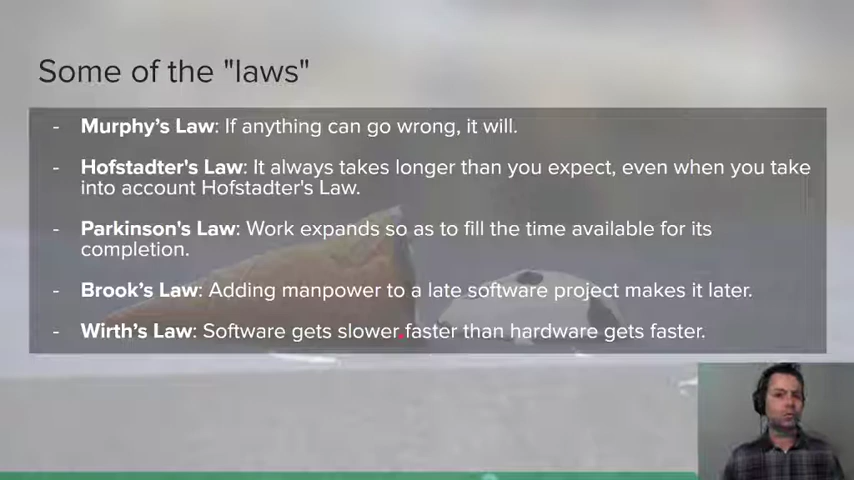 Some of the "laws"
- Murphy’s Law: If anything can go wrong, it will.
- Hofstadter's Law: It always takes longer than you expect, even when you take
into account Hofstadter's Law.
- Parkinson's Law: Work expands so as to fill the time available for its
completion.
- Brook’s Law: Adding manpower to a late software project makes it later.
- Wirth’s Law: Software gets slower faster than hardware gets faster.